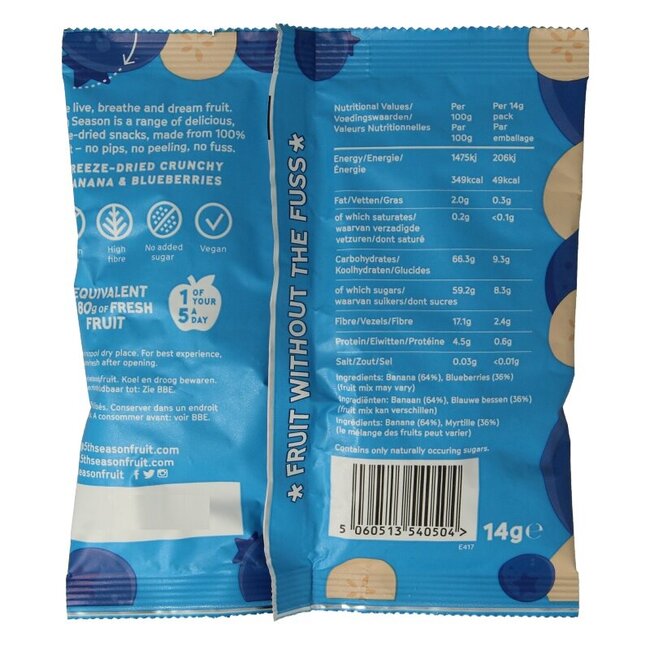 live, breathe and dream fruit.
Season is a range of delicious,
-dried snacks, made from 100%
– no pips, no peeling, no fuss.
REEZE-DRIED CRUNCHY
ANANA & BLUEBERRIES
High
fibre
No added
sugar
Vegan
EQUIVALENT
80g OF FRESH
FRUIT
1 OF
YOUR
5 A
DAY
cool dry place. For best experience,
fresh after opening.
fruit. Koel en droog bewaren.
houdbaar tot: Zie BBE.
Conserver dans un endroit
A consommer avant: voir BBE.
5thseasonfruit.com
5thseasonfruit.com
easonfruit
*FRUIT WITHOUT THE FUSS*
Nutritional Values/
Voedingswaarden/
Valeurs Nutritionnelles
Per
100g
Par
100g
Per 14g
pack
Par
emballage
Energy/Energie/
Énergie
1475kj 206kj
349kcal 49kcal
Fat/Vetten/Gras 2.0g 0.3g
of which saturates/
waarvan verzadigde
vetzuren/dont saturé
0.2g <0.1g
Carbohydrates/
Koolhydraten/Glucides
66.3g 9.3g
of which sugars/
waarvan suikers/dont sucres
59.2g 8.3g
Fibre/Vezels/Fibre 17.1g 2.4g
Protein/Eiwitten/Protéine 4.5g 0.6g
Salt/Zout/Sel 0.03g <0.01g
Ingredients: Banana (64%), Blueberries (36%)
(fruit mix may vary)
Ingrediënten: Banaan (64%), Blauwe bessen (36%)
(fruit mix kan verschillen)
Ingrédients: Banane (64%), Myrtille (36%)
(le mélange des fruits peut varier)
Contains only naturally occuring sugars.
5 060513 540504 >
14g e
E417